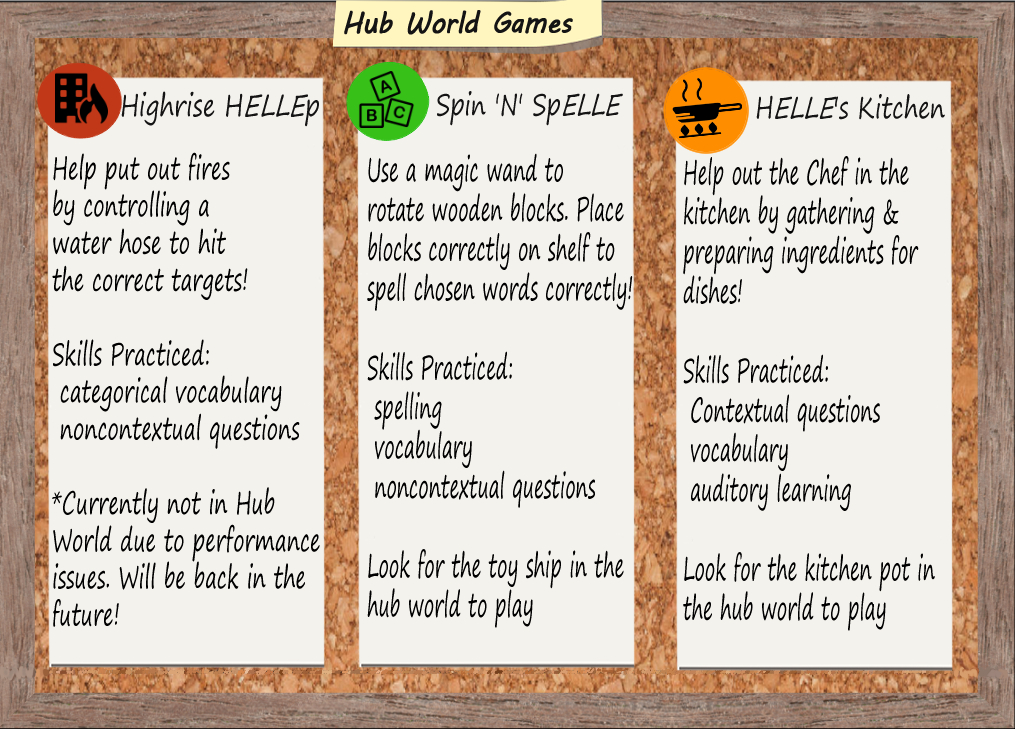 Hub World Games
Highrise HELLEp
Help put out fires
by controlling a
water hose to hit
the correct targets!
Skills Practiced:
categorical vocabulary
noncontextual questions
*Currently not in Hub
World due to performance
issues. Will be back in the
future!
A
B
C
Spin 'N' SpELLE
Use a magic wand to
rotate wooden blocks. Place
blocks correctly on shelf to
spell chosen words correctly!
Skills Practiced:
spelling
vocabulary
noncontextual questions
Look for the toy ship in the
hub world to play
HELLE's Kitchen
Help out the Chef in the
kitchen by gathering &
preparing ingredients for
dishes!
Skills Practiced:
Contextual questions
vocabulary
auditory learning
Look for the kitchen pot in
the hub world to play